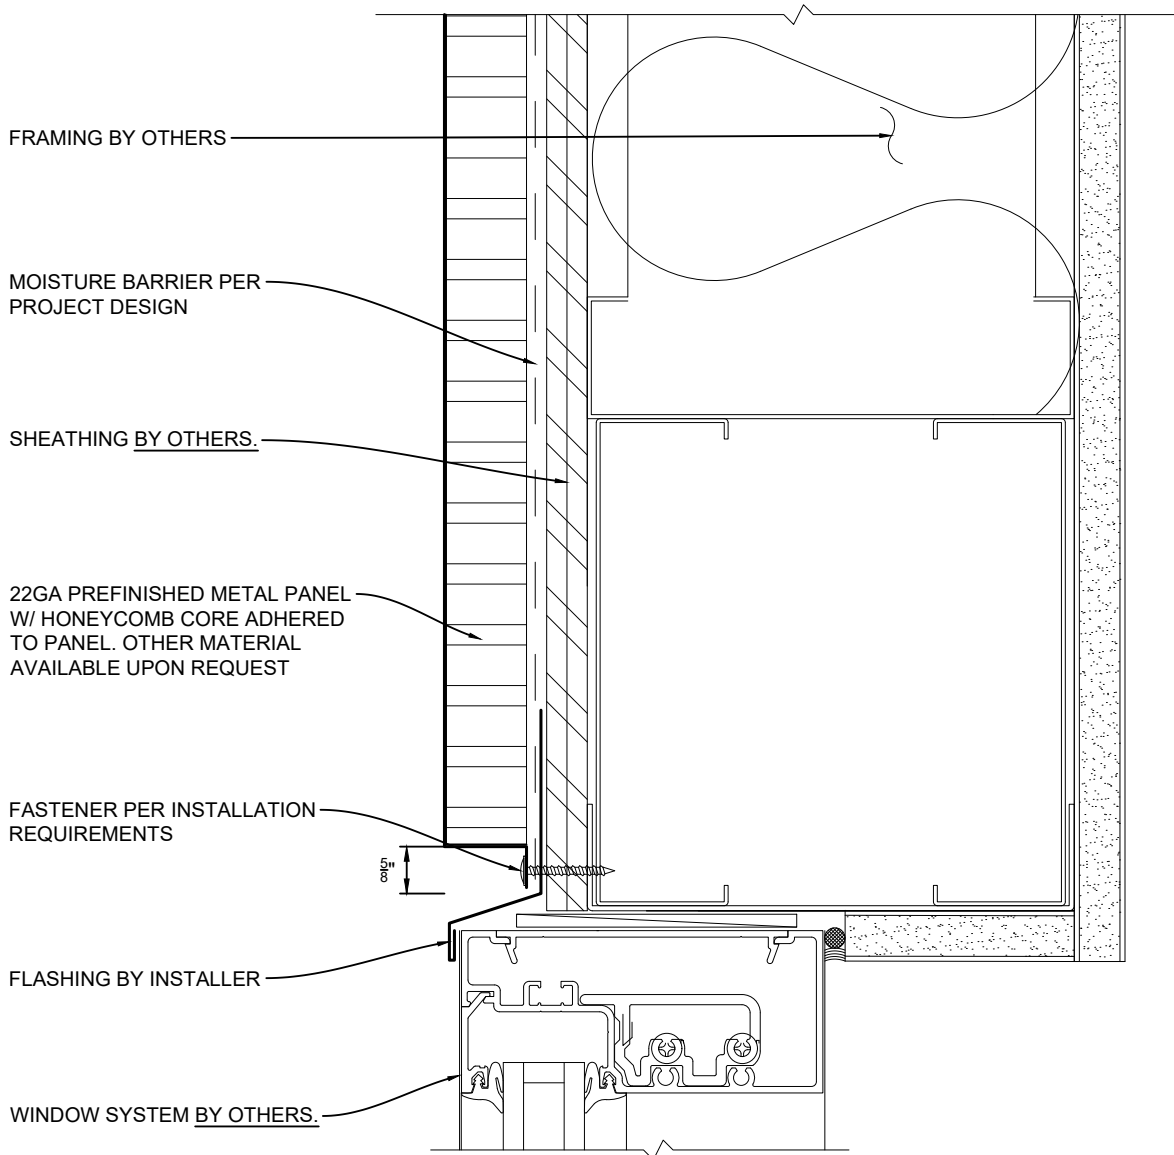 FRAMING BY OTHERS
MOISTURE BARRIER PER
PROJECT DESIGN
SHEATHING BY OTHERS.
22GA PREFINISHED METAL PANEL
W/ HONEYCOMB CORE ADHERED
TO PANEL. OTHER MATERIAL
AVAILABLE UPON REQUEST
FASTENER PER INSTALLATION
REQUIREMENTS
5/8"
FLASHING BY INSTALLER
WINDOW SYSTEM BY OTHERS.